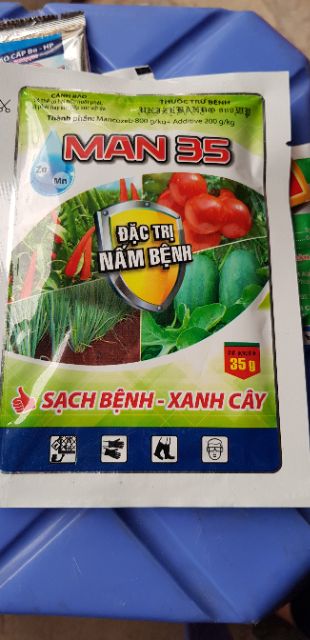 CẢNH BÁO
THUỐC TRỪ BỆNH
Thành phần: Mancozeb 800 g/kg+ Additive 200 g/kg
MAN 35
Zn
Mn
ĐẶC TRỊ
NẤM BỆNH
35 g
SẠCH BỆNH - XANH CÂY